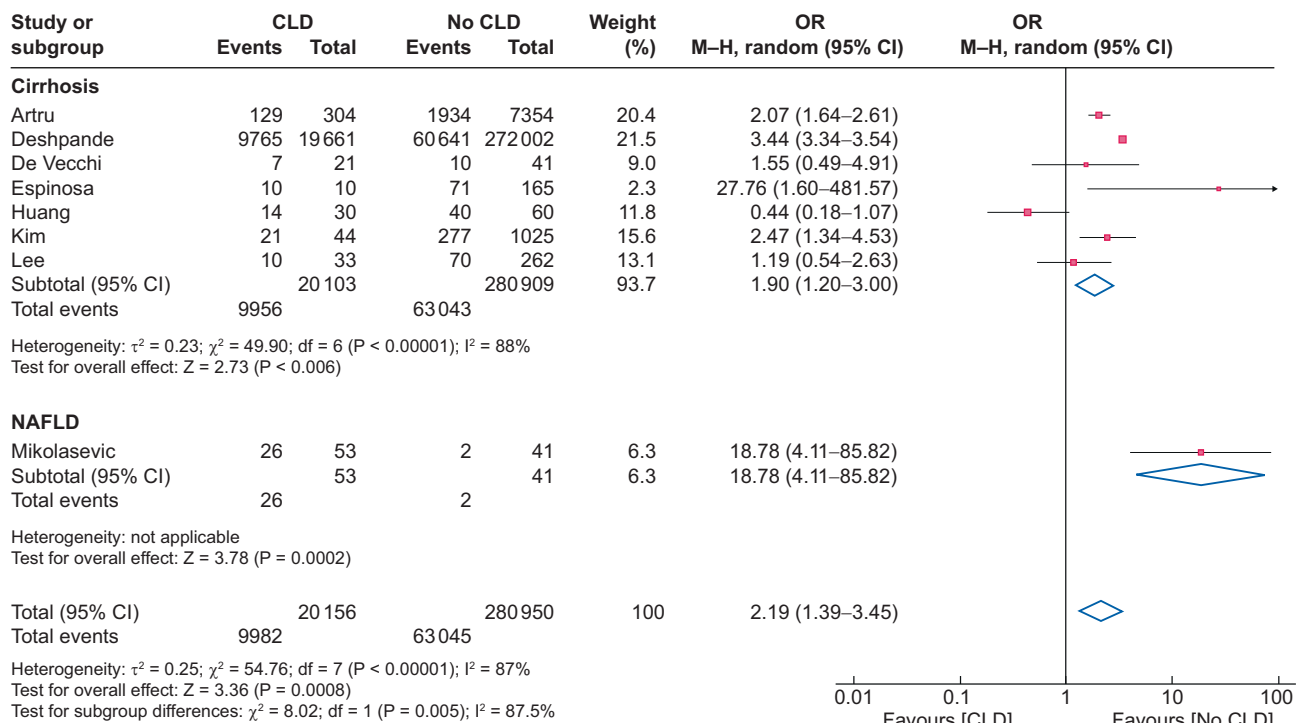 Study or CLD No CLD Weight OR OR
subgroup Events Total Events Total (%) M–H, random (95% CI) M–H, random (95% CI)
Cirrhosis
Artru 129 304 1934 7354 20.4 2.07 (1.64–2.61)
Deshpande 9765 19661 60641 272002 21.5 3.44 (3.34–3.54)
De Vecchi 7 21 10 41 9.0 1.55 (0.49–4.91)
Espinosa 10 10 71 165 2.3 27.76 (1.60–481.57)
Huang 14 30 40 60 11.8 0.44 (0.18–1.07)
Kim 21 44 277 1025 15.6 2.47 (1.34–4.53)
Lee 10 33 70 262 13.1 1.19 (0.54–2.63)
Subtotal (95% CI) 20103 280909 93.7 1.90 (1.20–3.00)
Total events 9956 63043
Heterogeneity: τ² = 0.23; χ² = 49.90; df = 6 (P < 0.00001); I² = 88%
Test for overall effect: Z = 2.73 (P < 0.006)
NAFLD
Mikolasevic 26 53 2 41 6.3 18.78 (4.11–85.82)
Subtotal (95% CI) 53 41 6.3 18.78 (4.11–85.82)
Total events 26 2
Heterogeneity: not applicable
Test for overall effect: Z = 3.78 (P = 0.0002)
Total (95% CI) 20156 280950 100 2.19 (1.39–3.45)
Total events 9982 63045
Heterogeneity: τ² = 0.25; χ² = 54.76; df = 7 (P < 0.00001); I² = 87%
Test for overall effect: Z = 3.36 (P = 0.0008)
Test for subgroup differences: χ² = 8.02; df = 1 (P = 0.005); I² = 87.5%
0.01 0.1 1 10 100
Favours [CLD] Favours [No CLD]